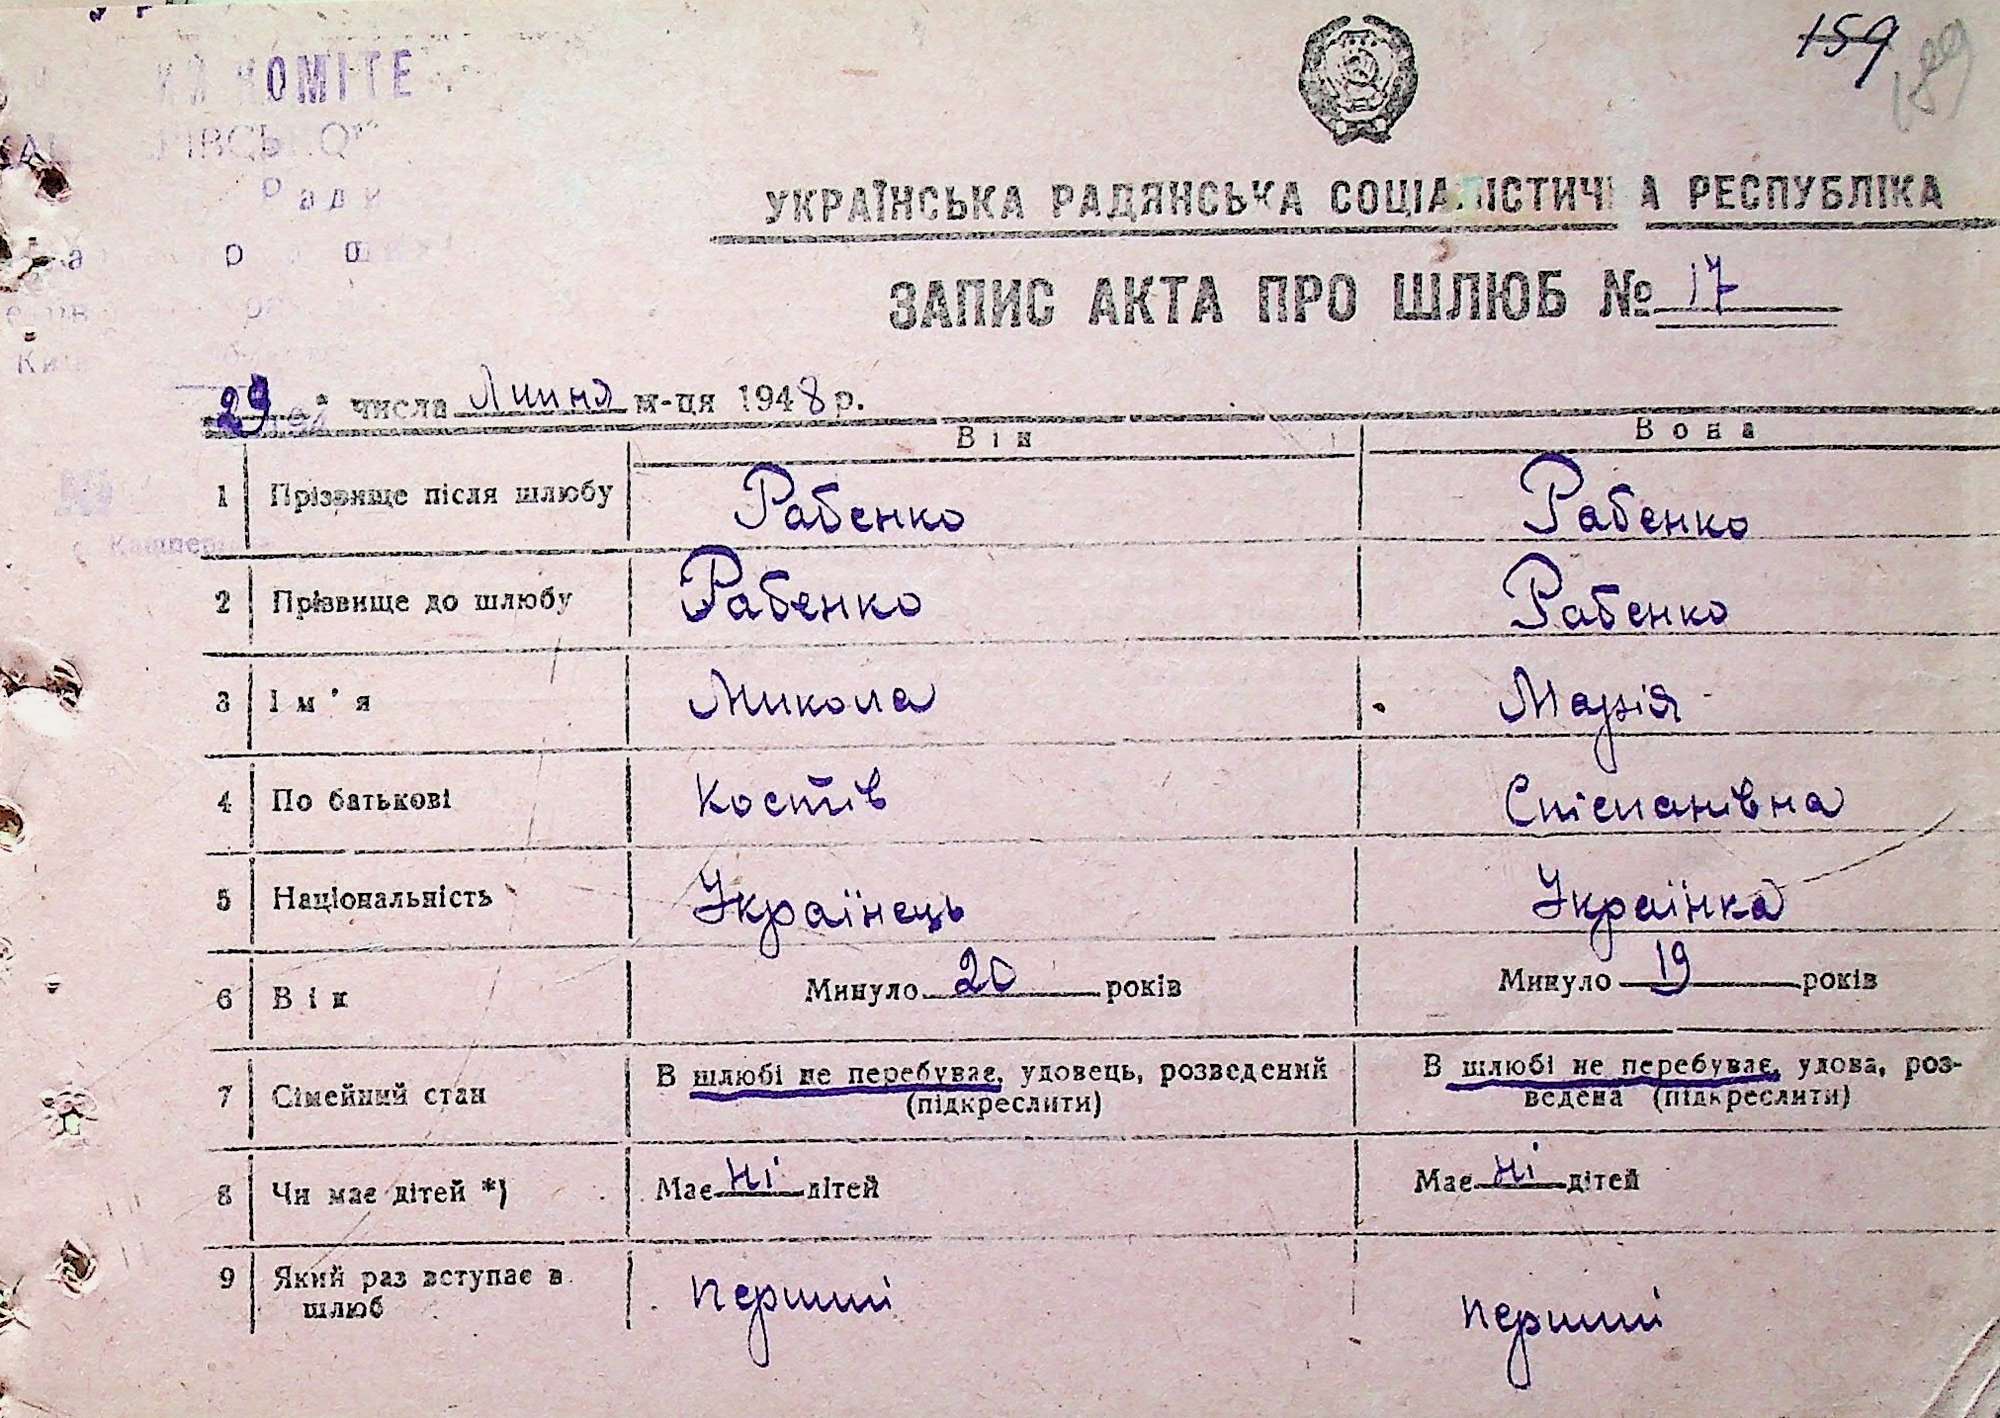 159
189
КОМІТЕ
Ради
УКРАЇНСЬКА РАДЯНСЬКА СОЦІАЛІСТИЧНА РЕСПУБЛІКА
ЗАПИС АКТА ПРО ШЛЮБ № 17
29 числа Липня м-ця 1948 р.
Він Вона
1 Прізвище після шлюбу Рабенко Рабенко
Кашпер
2 Прізвище до шлюбу Рабенко Рабенко
3 Ім'я Микола Марія
4 По батькові Костів Стіепанівна
5 Національність Українець Українка
6 Вік Минуло 20 років Минуло 19 років
7 Сімейний стан В шлюбі не перебуває, удовець, розведений (підкреслити) В шлюбі не перебуває, удова, роз-
ведена (підкреслити)
8 Чи має дітей *) Має ні дітей Має ні дітей
9 Який раз вступає в
шлюб перший перший